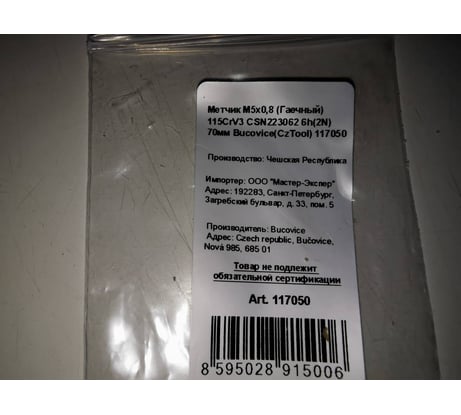 Метчик М5х0,8 (Гаечный)
115CrV3 CSN223062 6h(2N)
70мм Bucovice(CzTool) 117050
Производство: Чешская Республика
Импортер: ООО "Мастер-Экспер"
Адрес: 192283, Санкт-Петербург,
Загребский бульвар, д. 33, пом. 5
Производитель: Bucovice
Адрес: Czech republic, Bučovice,
Nová 985, 685 01
Товар не подлежит
обязательной сертификации
Art. 117050
8 595028 915006